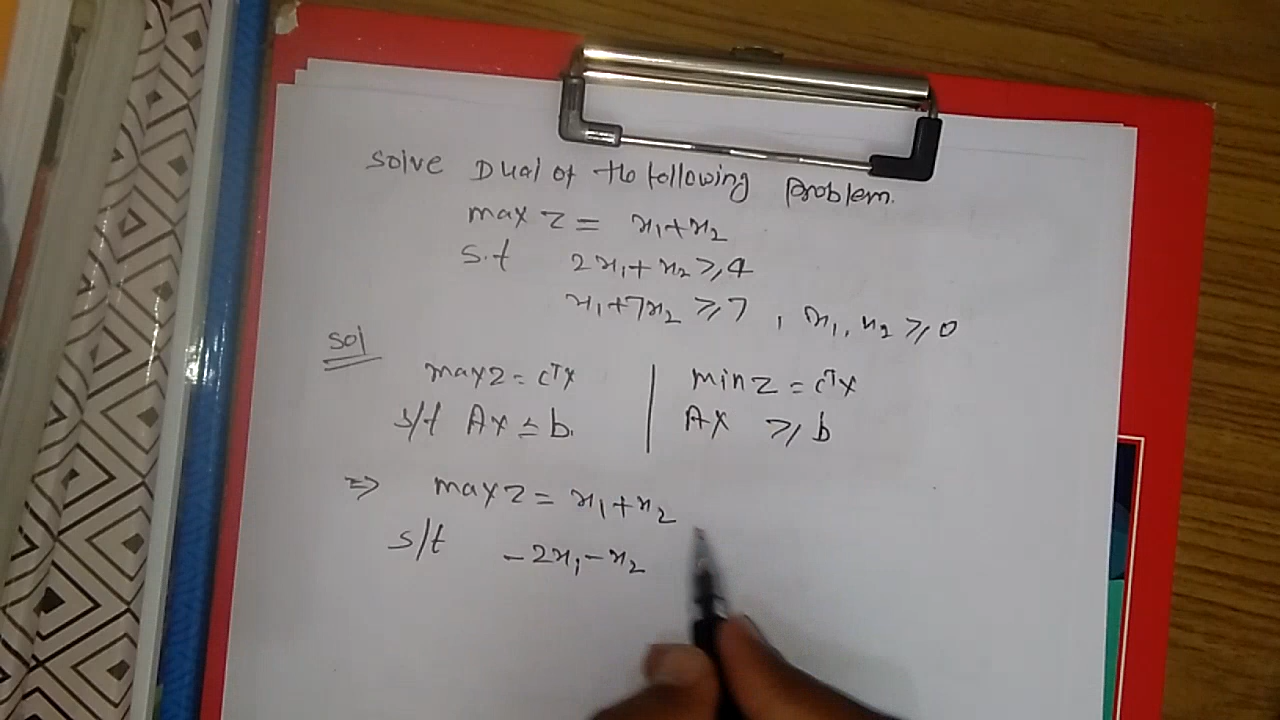 Solve Dual of the following problem.
max z = x₁+x₂
s.t 2x₁+x₂ ≥ 4
x₁+7x₂ ≥ 7 , x₁, x₂ ≥ 0
sol
max z = cᵀx | min z = cᵀx
s/t Ax ≤ b. | Ax ≥ b
⇒ max z = x₁+x₂
s/t -2x₁-x₂